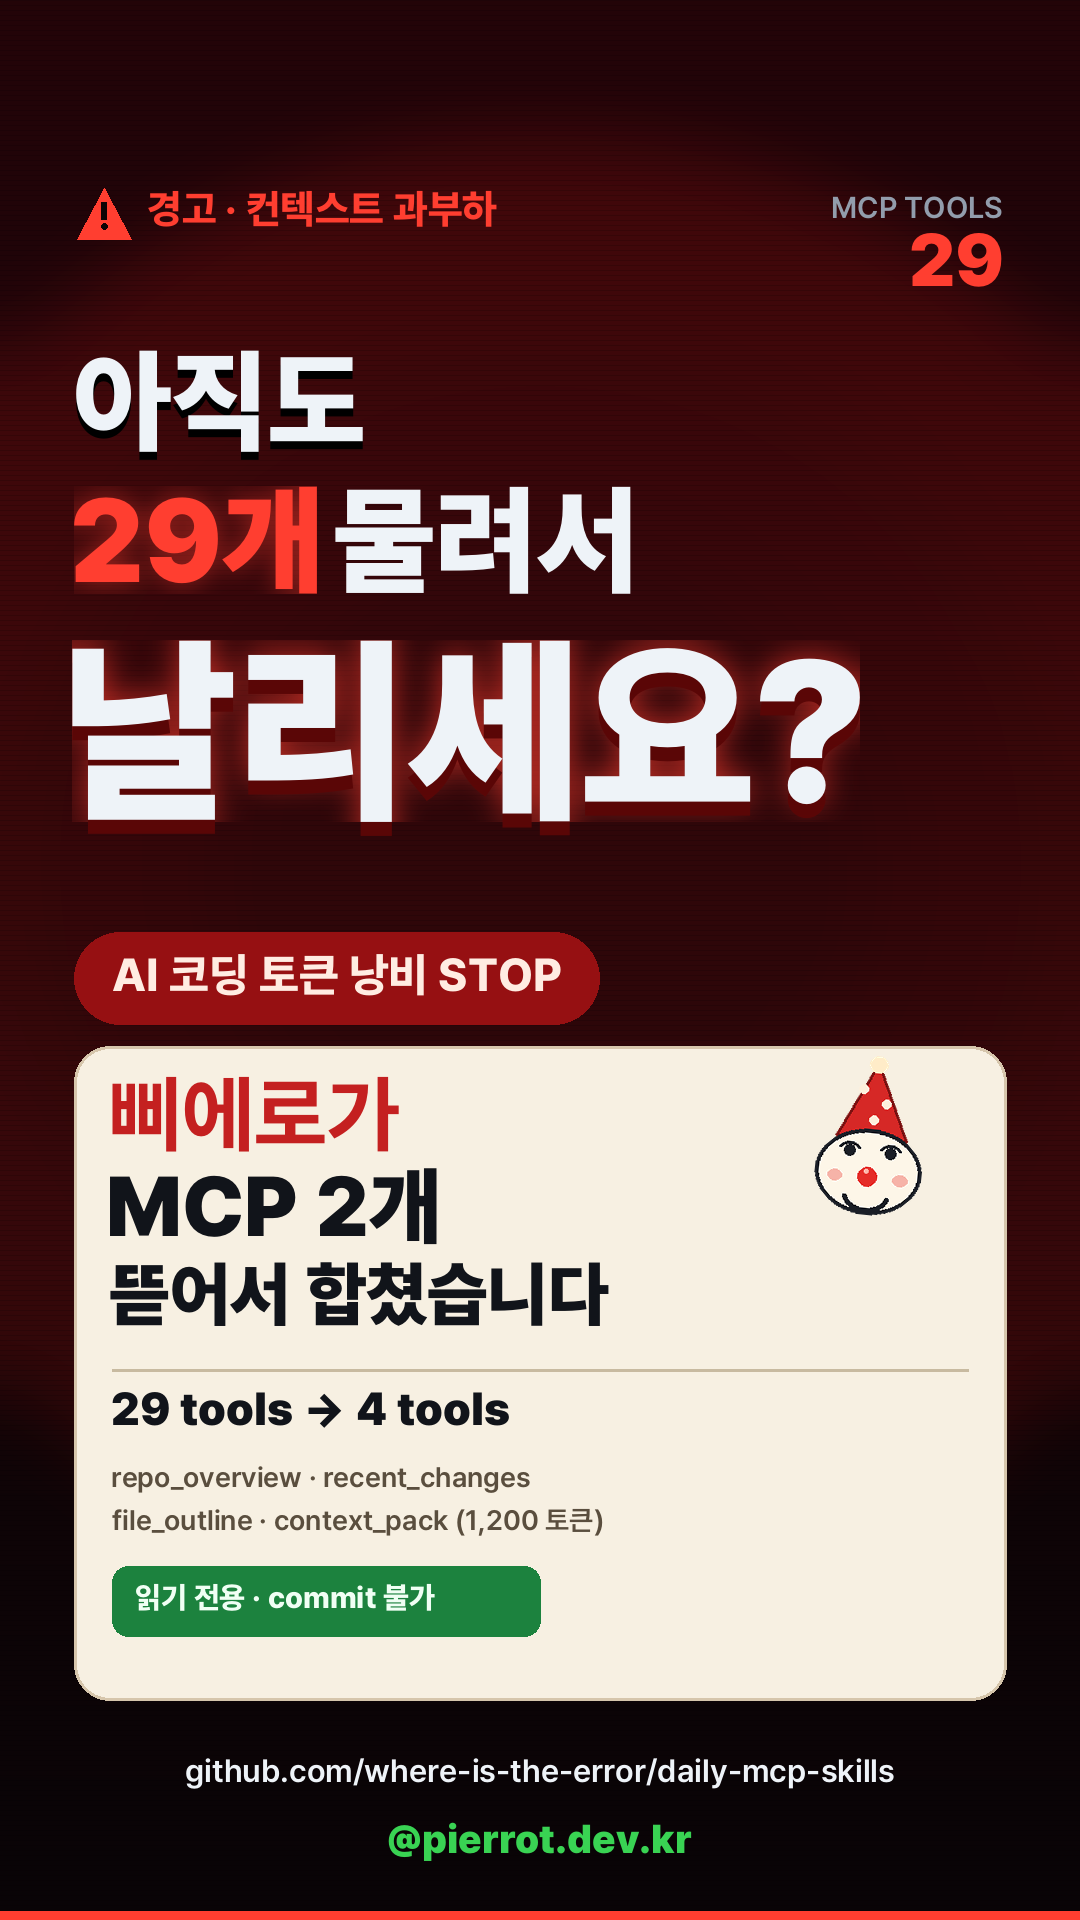 경고 · 컨텍스트 과부하
MCP TOOLS
29
아직도
29개 물려서
날리세요?
AI 코딩 토큰 낭비 STOP
삐에로가
MCP 2개
뜯어서 합쳤습니다
29 tools → 4 tools
repo_overview · recent_changes
file_outline · context_pack (1,200 토큰)
읽기 전용 · commit 불가
github.com/where-is-the-error/daily-mcp-skills
@pierrot.dev.kr